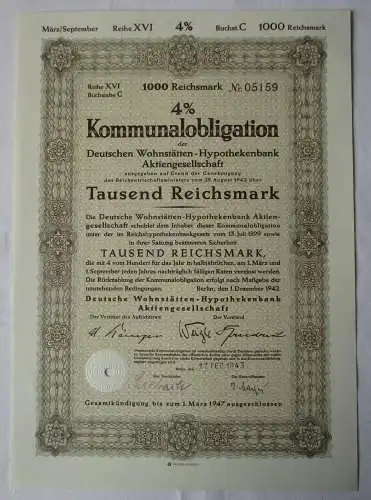 März/September Reihe XVI 4% Buchst. C 1000 Reichsmark
Reihe XVI
Buchstabe C
1000 Reichsmark
№ 05159
4%
Kommunalobligation
der
Deutschen Wohnstätten-Hypothekenbank
Aktiengesellschaft
ausgegeben auf Grund der Genehmigung
des Reichswirtschaftsministers vom 28. August 1942 über
Tausend Reichsmark
Die Deutsche Wohnstätten-Hypothekenbank Aktien-
gesellschaft schuldet dem Inhaber dieser Kommunalobligation
unter der im Reichshypothekenbankgesetz vom 13. Juli 1899 sowie
in ihrer Satzung bestimmten Sicherheit
TAUSEND REICHSMARK,
die mit 4 vom Hundert für das Jahr in halbjährlichen, am 1. März und
1. September jeden Jahres nachträglich fälligen Raten verzinst werden.
Die Rückzahlung der Kommunalobligation erfolgt nach Maßgabe der
umstehenden Bedingungen. Berlin, den 1. Dezember 1942
Deutsche Wohnstätten-Hypothekenbank
Aktiengesellschaft
Der Vorsitzer des Aufsichtsrats Der Vorstand
Gesamtkündigung bis zum 1. März 1947 ausgeschlossen